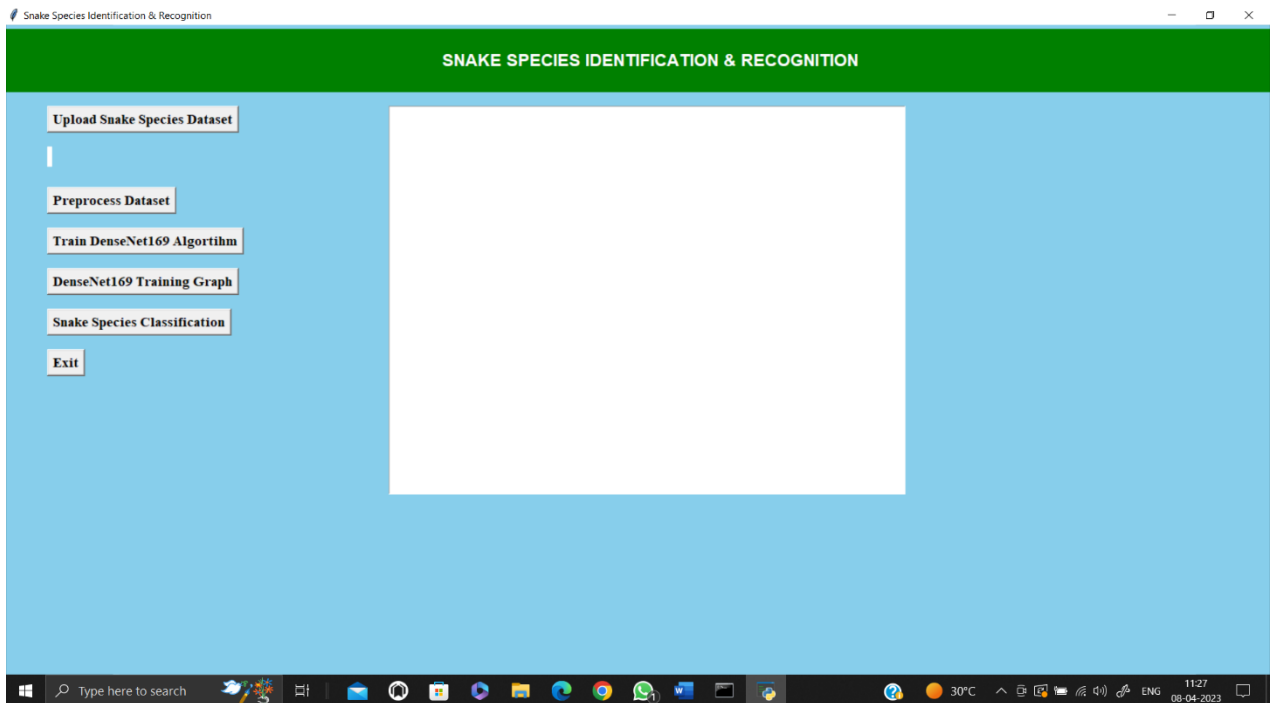 Snake Species Identification & Recognition
SNAKE SPECIES IDENTIFICATION & RECOGNITION
Upload Snake Species Dataset
Preprocess Dataset
Train DenseNet169 Algortihm
DenseNet169 Training Graph
Snake Species Classification
Exit
Type here to search
30°C
ENG
11:27
08-04-2023